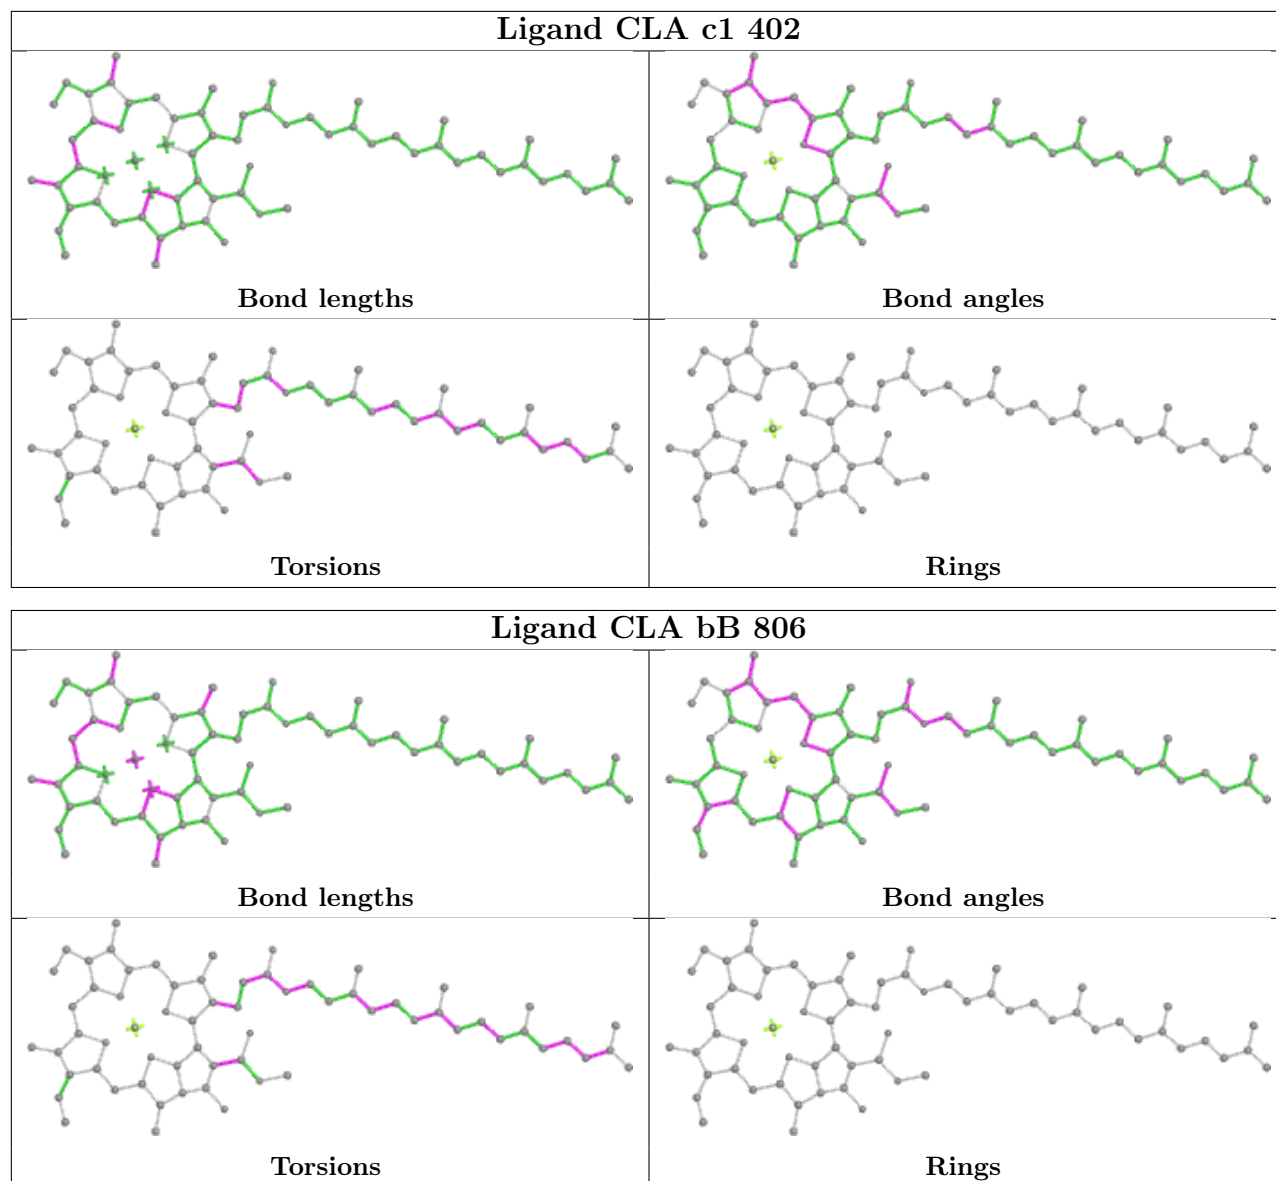 Ligand CLA c1 402
Bond lengths
Bond angles
Torsions
Rings
Ligand CLA bB 806
Bond lengths
Bond angles
Torsions
Rings